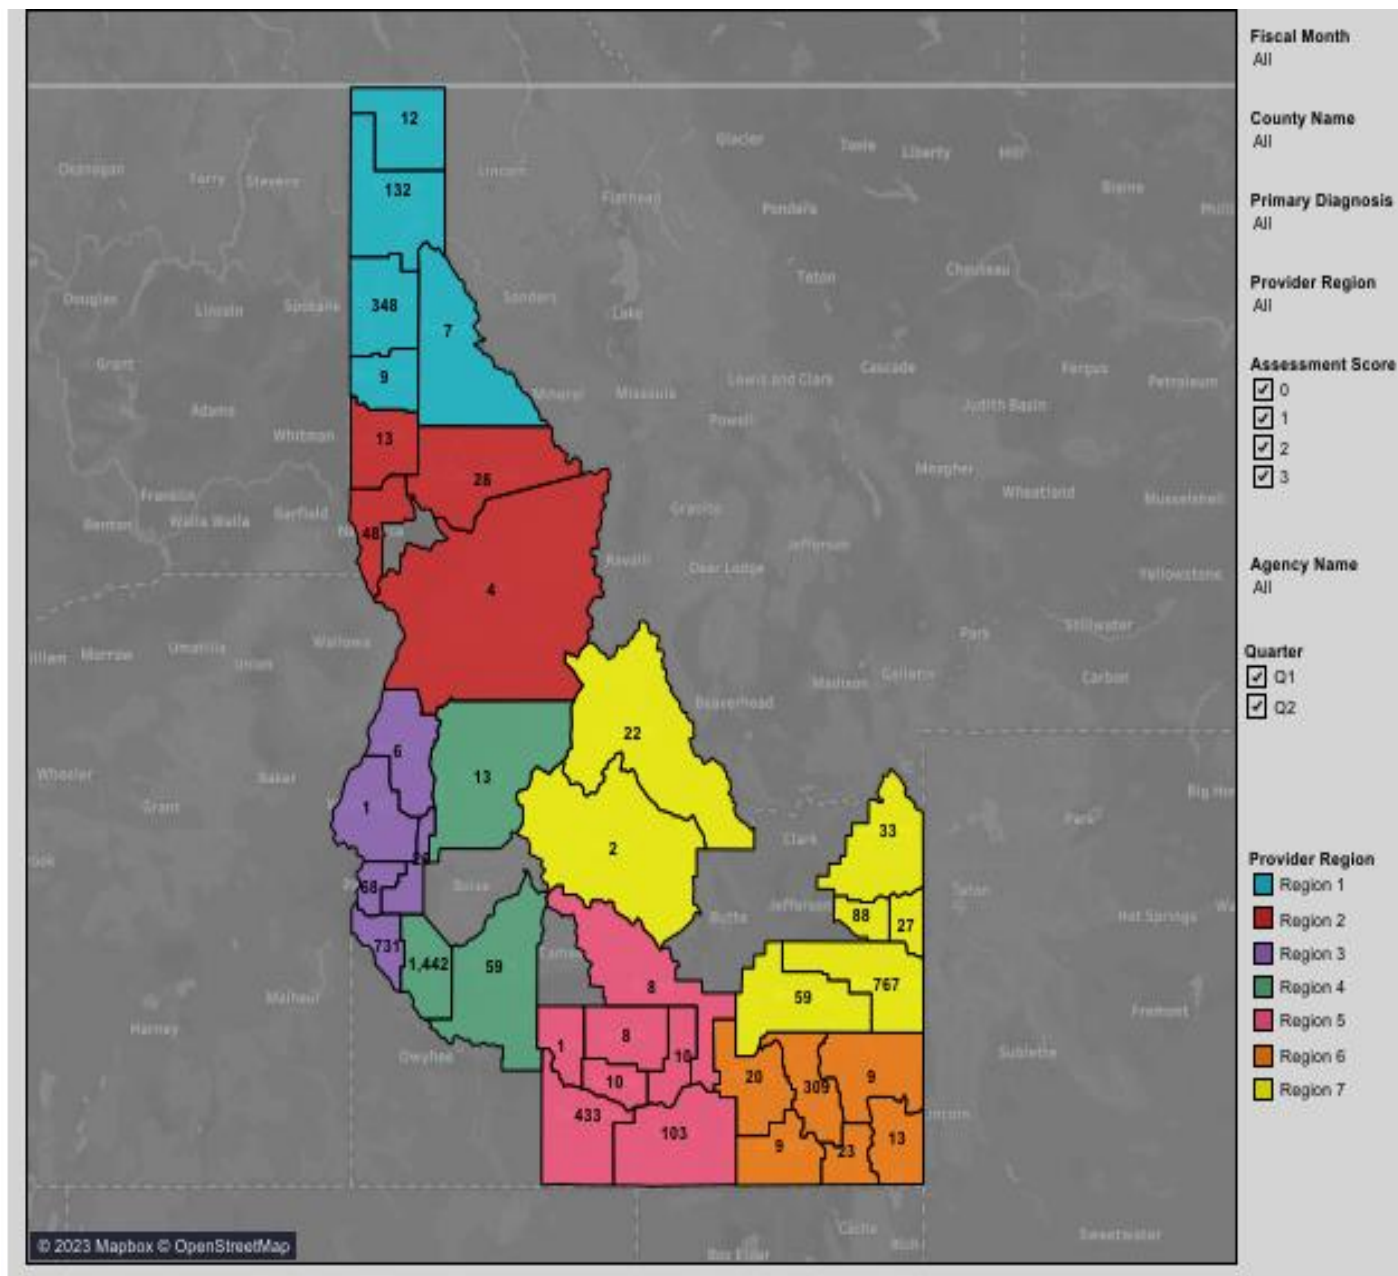 Fiscal Month
All
County Name
All
Primary Diagnosis
All
Provider Region
All
Assessment Score
0
1
2
3
Agency Name
All
Quarter
Q1
Q2
Provider Region
Region 1
Region 2
Region 3
Region 4
Region 5
Region 6
Region 7
12
132
348
7
9
13
26
48
4
22
6
13
1
2
33
68
88
27
731
1,442
59
8
59
767
1
8
10
10
20
309
9
433
103
9
23
13
Glacier
Toole
Liberty
Hill
Okanogan
Ferry
Stevens
Lincoln
Flathead
Pondera
Blaine
Teton
Chouteau
Douglas
Lincoln
Spokane
Sanders
Lake
Grant
Cascade
Fergus
Petroleum
Mineral
Missoula
Lewis and Clark
Judith Basin
Adams
Whitman
Powell
Meagher
Wheatland
Musselshell
Franklin
Benton
Walla Walla
Garfield
Granite
Jefferson
Ravalli
Deer Lodge
Yellowstone
Stillwater
Park
Umatilla
Wallowa
Morrow
Union
Madison
Gallatin
Carbon
Beaverhead
Wheeler
Baker
Grant
Park
Clark
Teton
Boise
Butte
Jefferson
Hot Springs
Malheur
Harney
Fremont
Owyhee
Sublette
Cache
Rich
Sweetwater
Box Elder
© 2023 Mapbox © OpenStreetMap